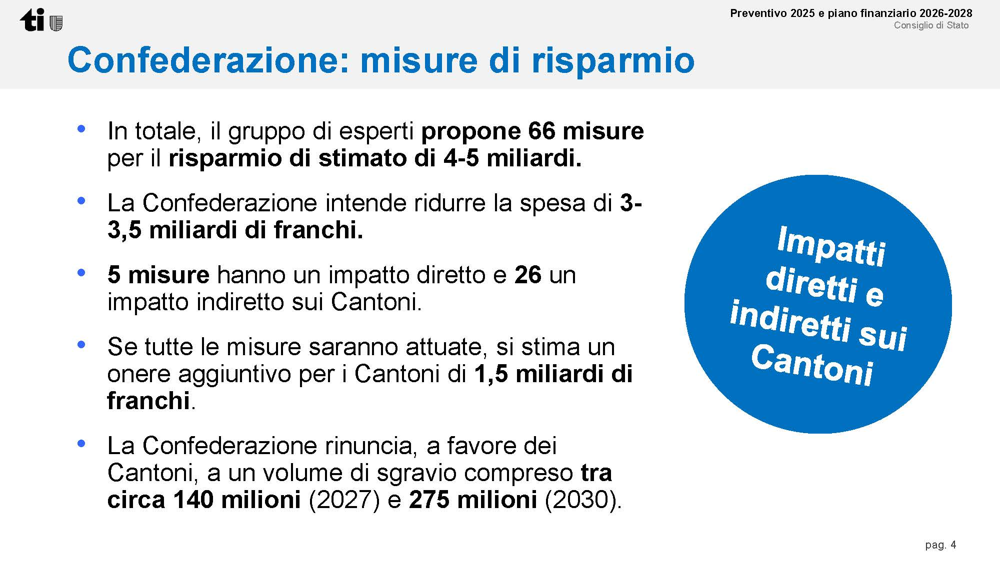 ti
Preventivo 2025 e piano finanziario 2026-2028
Consiglio di Stato
Confederazione: misure di risparmio
• In totale, il gruppo di esperti propone 66 misure
per il risparmio di stimato di 4-5 miliardi.
• La Confederazione intende ridurre la spesa di 3-
3,5 miliardi di franchi.
• 5 misure hanno un impatto diretto e 26 un
impatto indiretto sui Cantoni.
• Se tutte le misure saranno attuate, si stima un
onere aggiuntivo per i Cantoni di 1,5 miliardi di
franchi.
• La Confederazione rinuncia, a favore dei
Cantoni, a un volume di sgravio compreso tra
circa 140 milioni (2027) e 275 milioni (2030).
Impatti
diretti e
indiretti sui
Cantoni
pag. 4